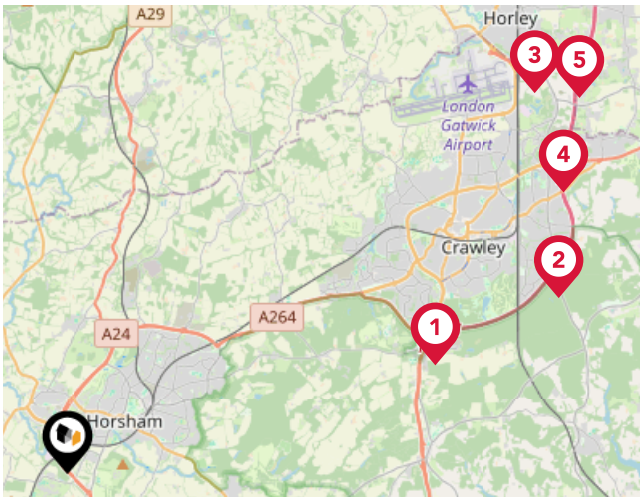 A29
Horley
3
5
London
Gatwick
Airport
4
Crawley
2
A264
1
A24
Horsham